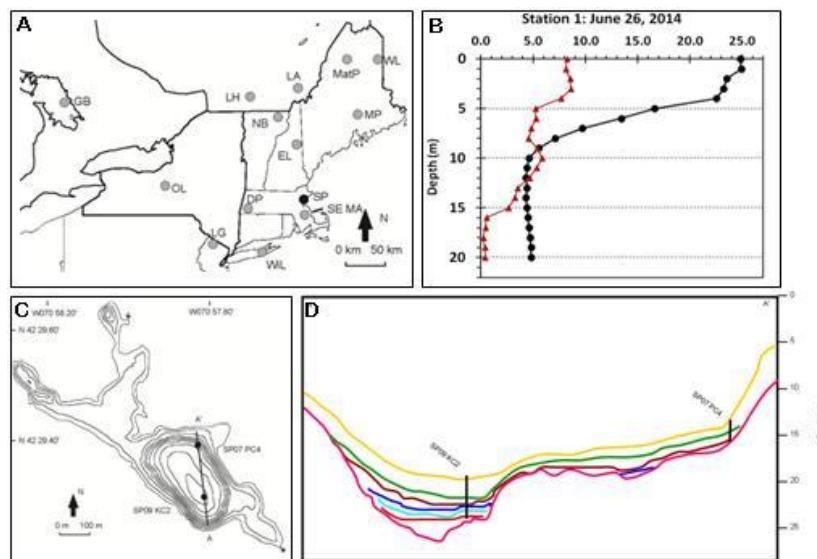 A
GB
OL
LG
WiL
DP
SP
SE MA
NB
EL
LH
LA
MatP
WL
MP
N
0 km 50 km
B
Station 1: June 26, 2014
0.0 5.0 10.0 15.0 20.0 25.0
Depth (m)
0
5
10
15
20
C
W070 58.20' W070 57.80'
N 42 29.60'
N 42 29.40'
A'
SP07 PC4
SP09 KC2
A
N
0 m 100 m
D
A'
SP09 KC2
SP07 PC4
0
5
10
15
20
25